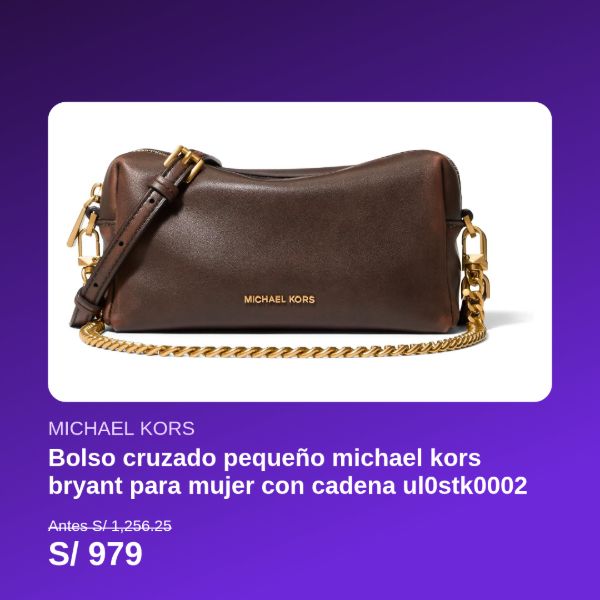 MICHAEL KORS
MICHAEL KORS
Bolso cruzado pequeño michael kors
bryant para mujer con cadena ul0stk0002
Antes S/ 1,256.25
S/ 979